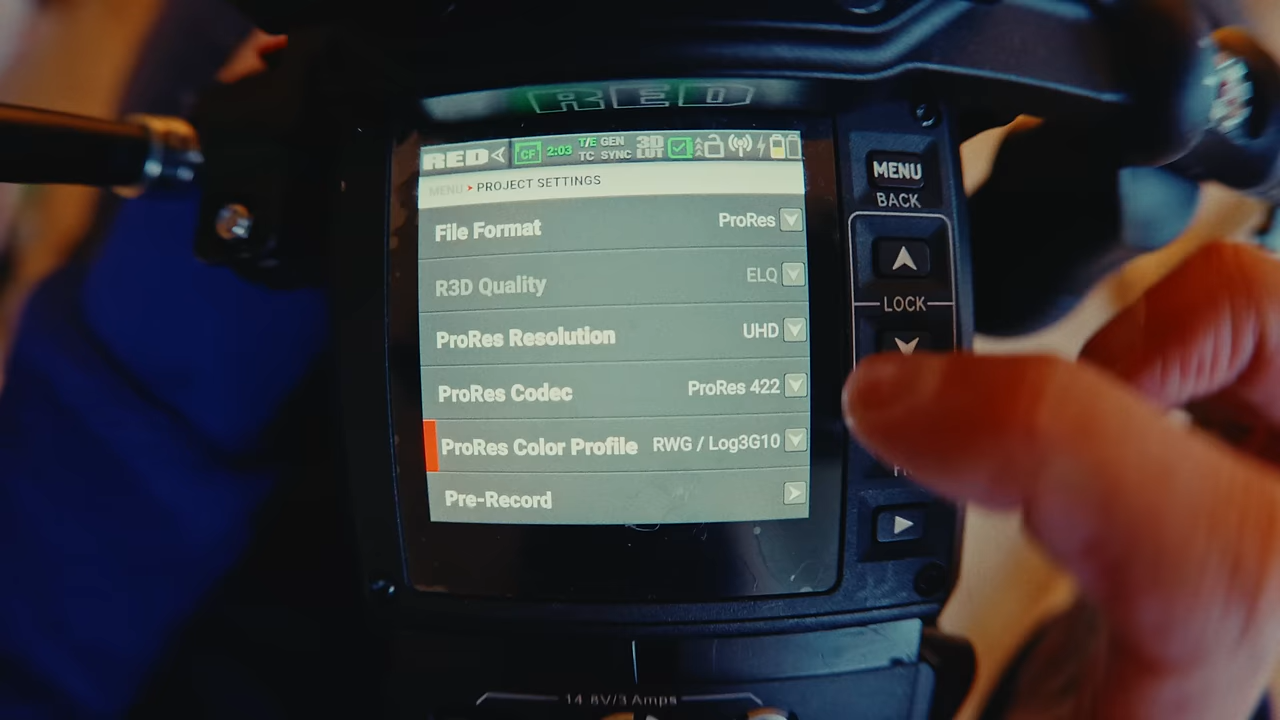 RED
RED CF 2:03 T/E GEN 3D
TC SYNC LUT
MENU > PROJECT SETTINGS
File Format ProRes
R3D Quality ELQ
ProRes Resolution UHD
ProRes Codec ProRes 422
ProRes Color Profile RWG / Log3G10
Pre-Record
MENU
BACK
LOCK
14.8V/3 Amps